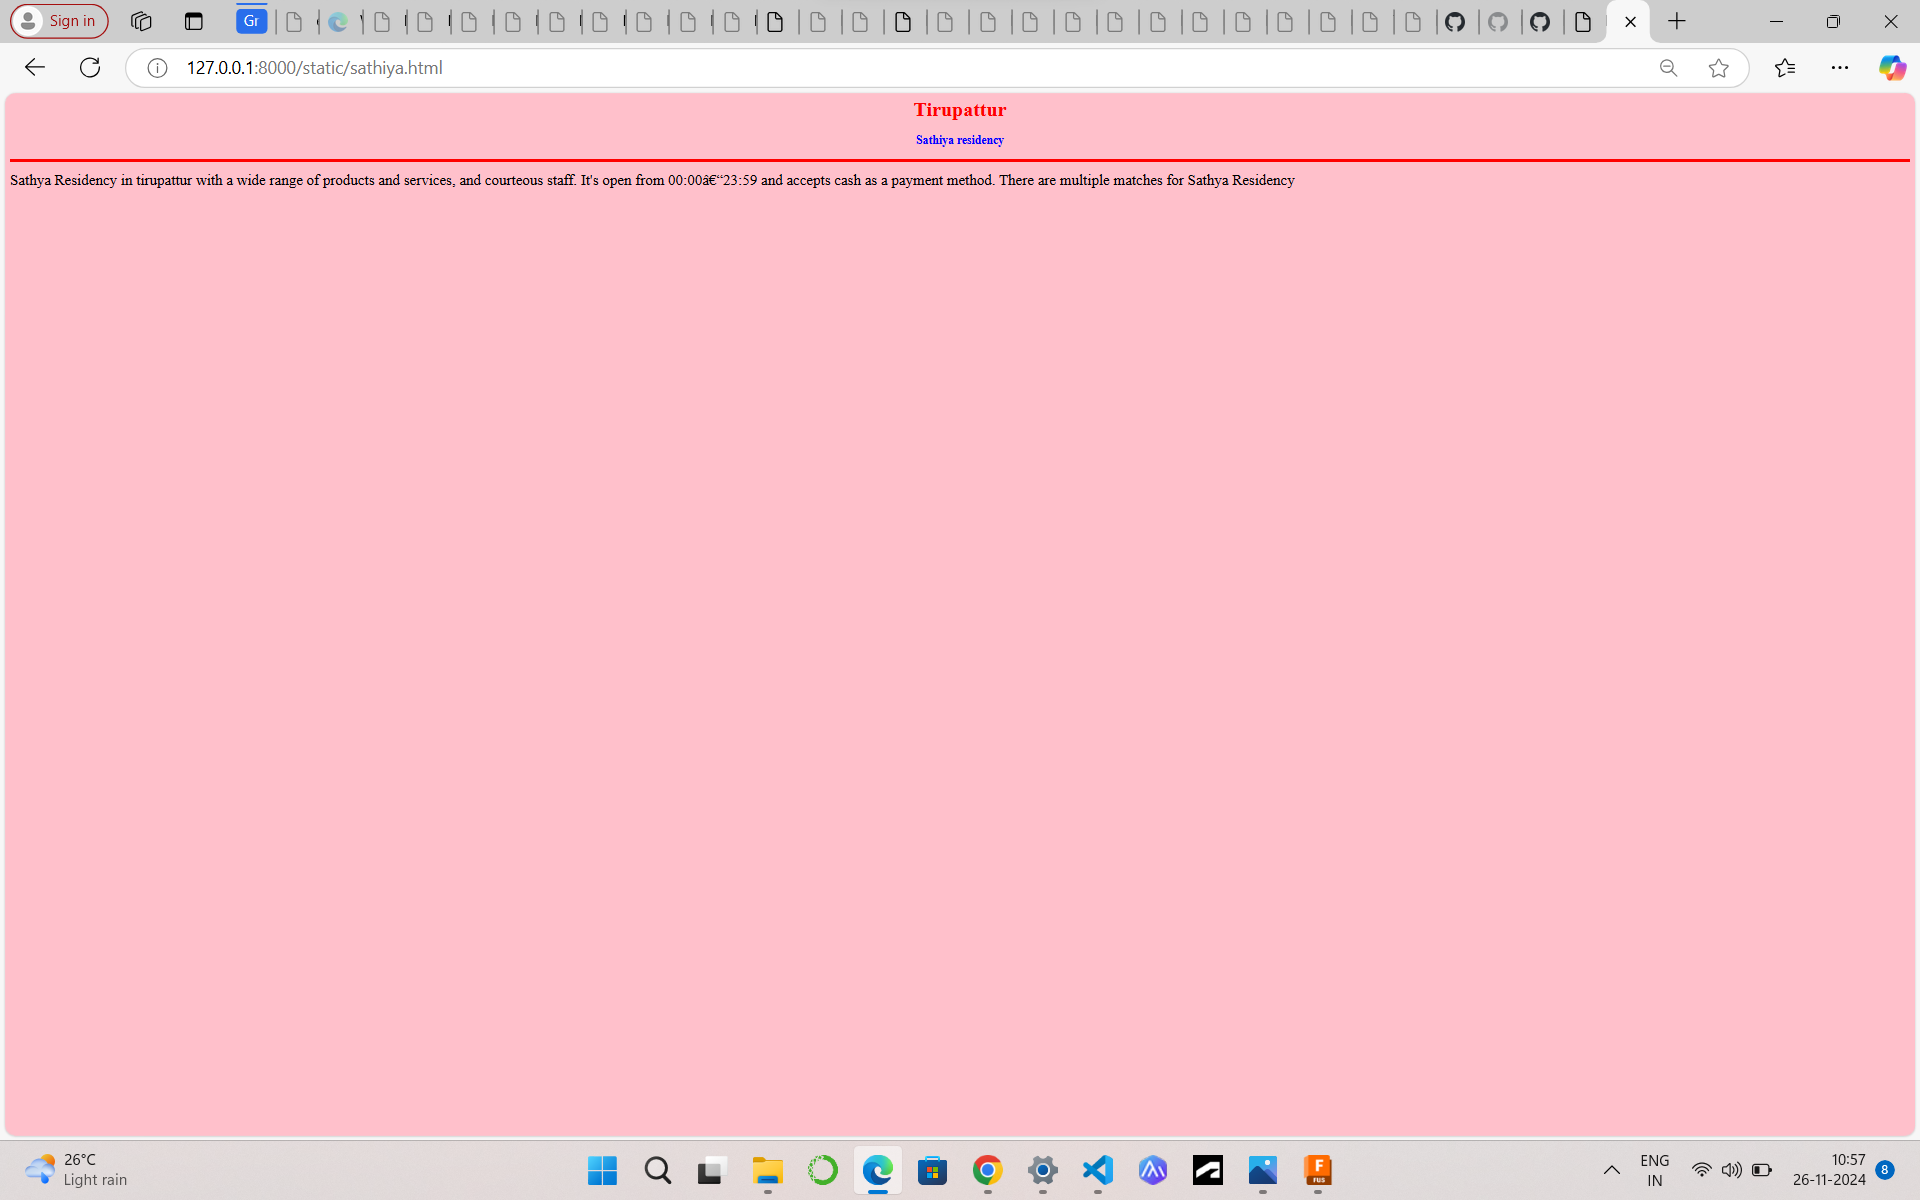 Sign in
Gr
127.0.0.1:8000/static/sathiya.html
Tirupattur
Sathiya residency
Sathya Residency in tirupattur with a wide range of products and services, and courteous staff. It's open from 00:00â€“23:59 and accepts cash as a payment method. There are multiple matches for Sathya Residency
26°C
Light rain
F
FUS
ENG
IN
10:57
26-11-2024
8